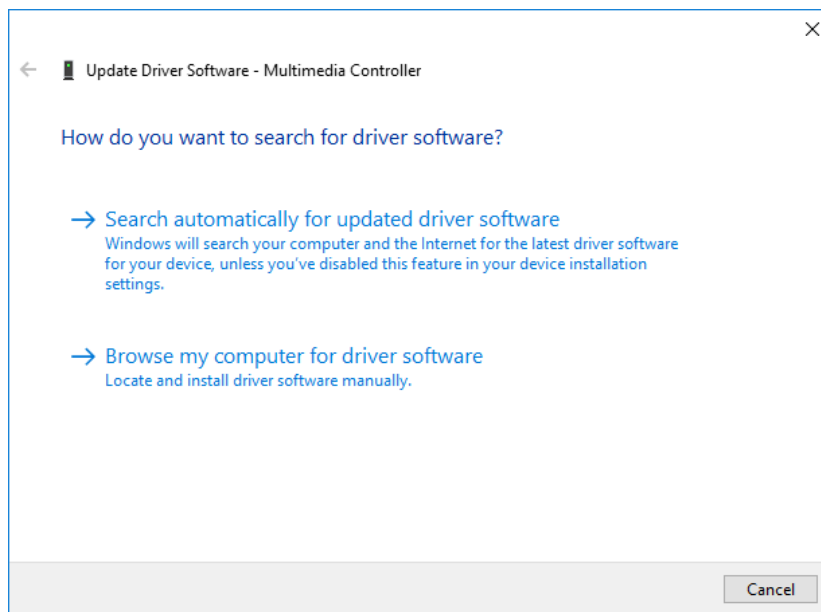 Update Driver Software - Multimedia Controller
How do you want to search for driver software?
Search automatically for updated driver software
Windows will search your computer and the Internet for the latest driver software
for your device, unless you've disabled this feature in your device installation
settings.
Browse my computer for driver software
Locate and install driver software manually.
Cancel